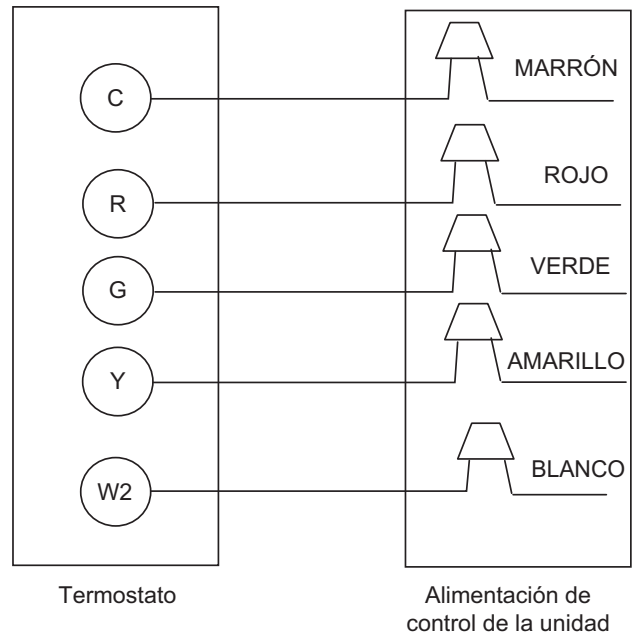 C
MARRÓN
R
ROJO
G
VERDE
Y
AMARILLO
W2
BLANCO
Termostato
Alimentación de
control de la unidad